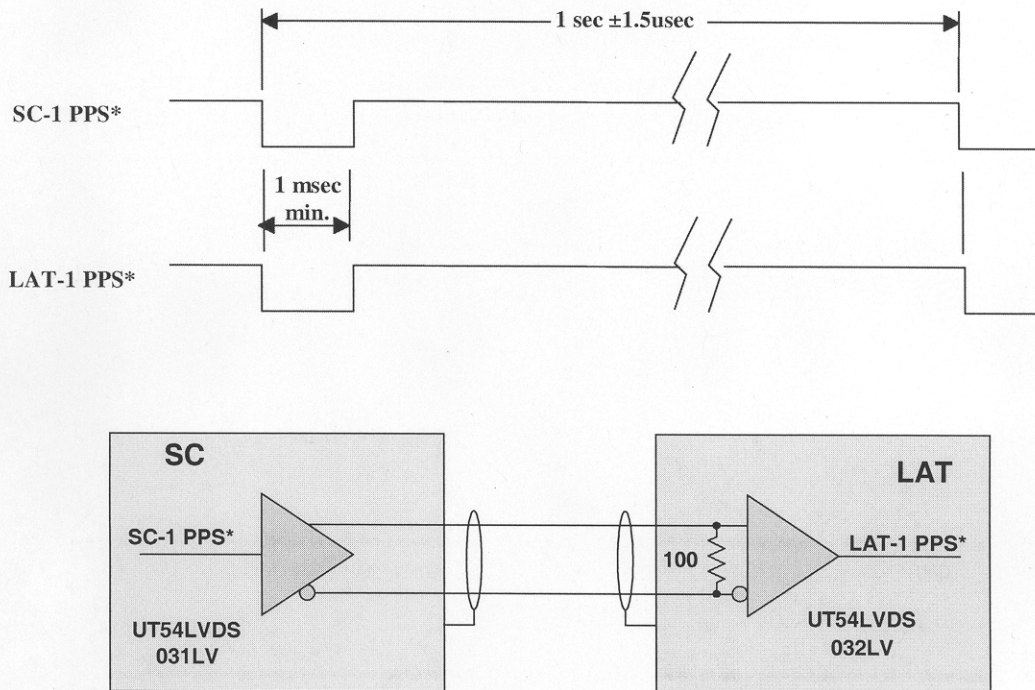 1 sec ±1.5usec
SC-1 PPS*
1 msec
min.
LAT-1 PPS*
SC
SC-1 PPS*
UT54LVDS
031LV
LAT
100
LAT-1 PPS*
UT54LVDS
032LV